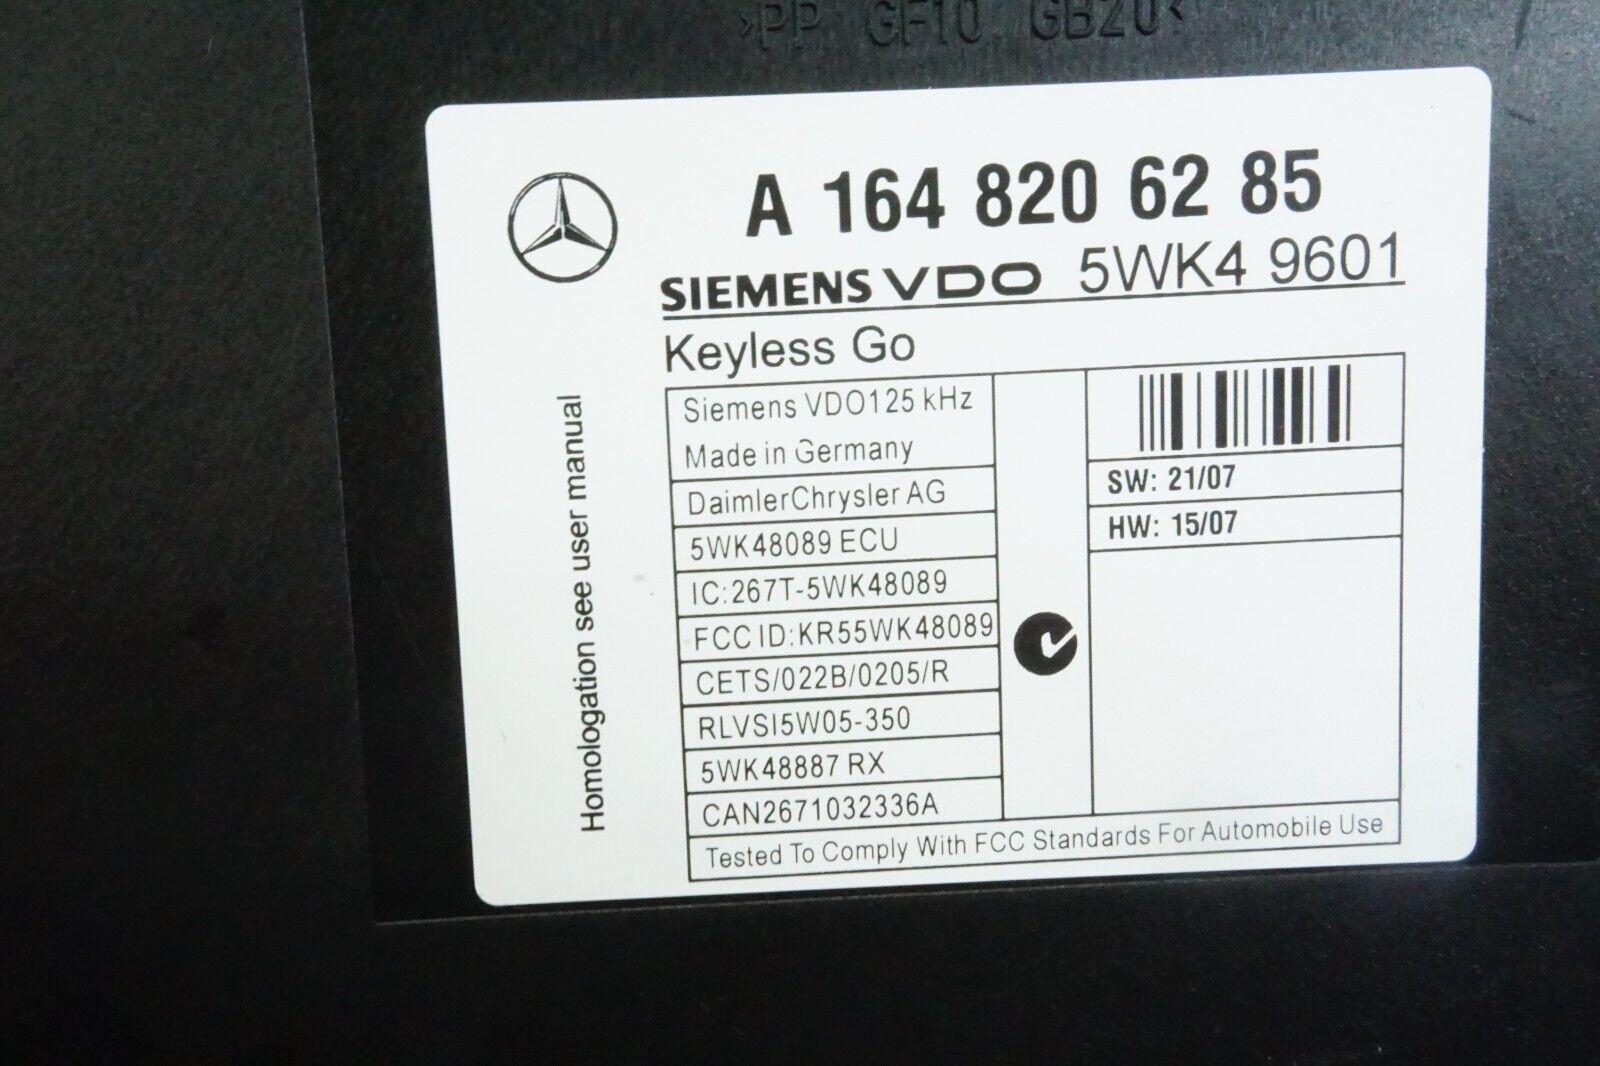 >PP GF10 GB20<
A 164 820 62 85
SIEMENS VDO 5WK4 9601
Keyless Go
Siemens VDO125 kHz
Made in Germany
DaimlerChrysler AG
5WK48089 ECU
IC:267T-5WK48089
FCC ID:KR55WK48089
CETS/022B/0205/R
RLVSI5W05-350
5WK48887 RX
CAN2671032336A
Tested To Comply With FCC Standards For Automobile Use
SW: 21/07
HW: 15/07
Homologation see user manual